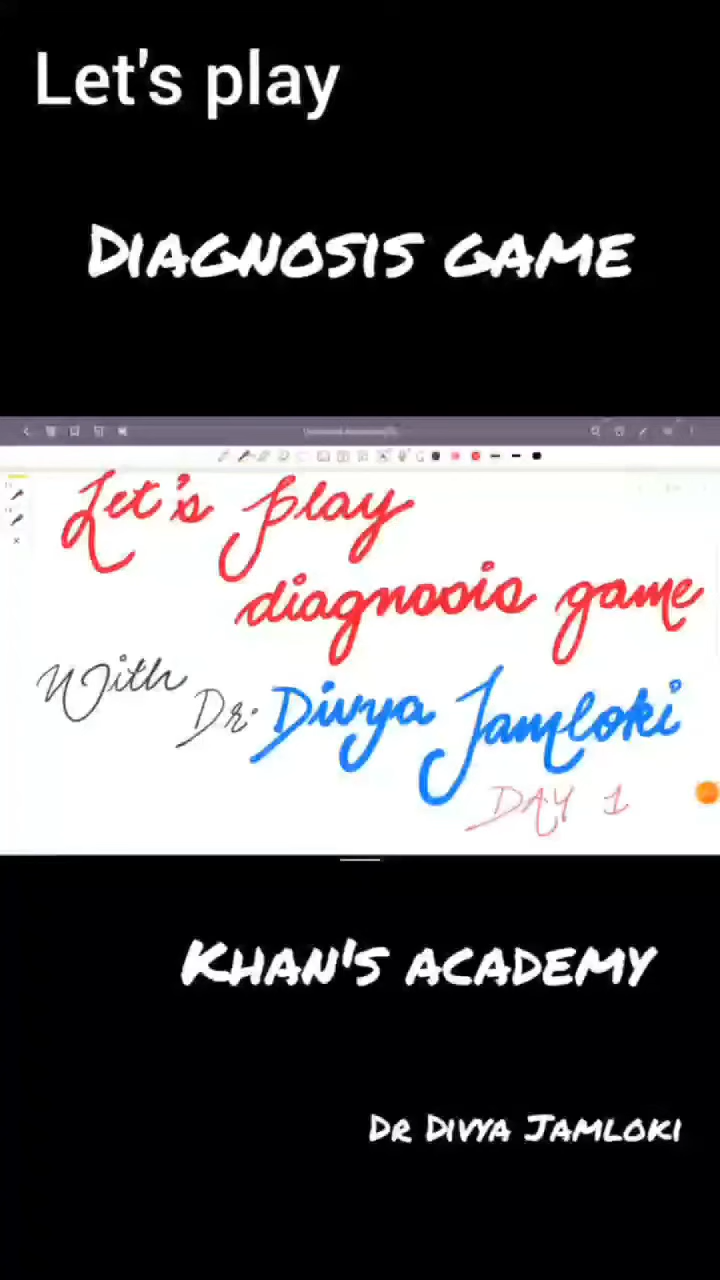 Let's play
DIAGNOSIS GAME
Let's play
diagnosis game
With Dr. Divya Jamloki
DAY 1
KHAN'S ACADEMY
DR DIVYA JAMLOKI